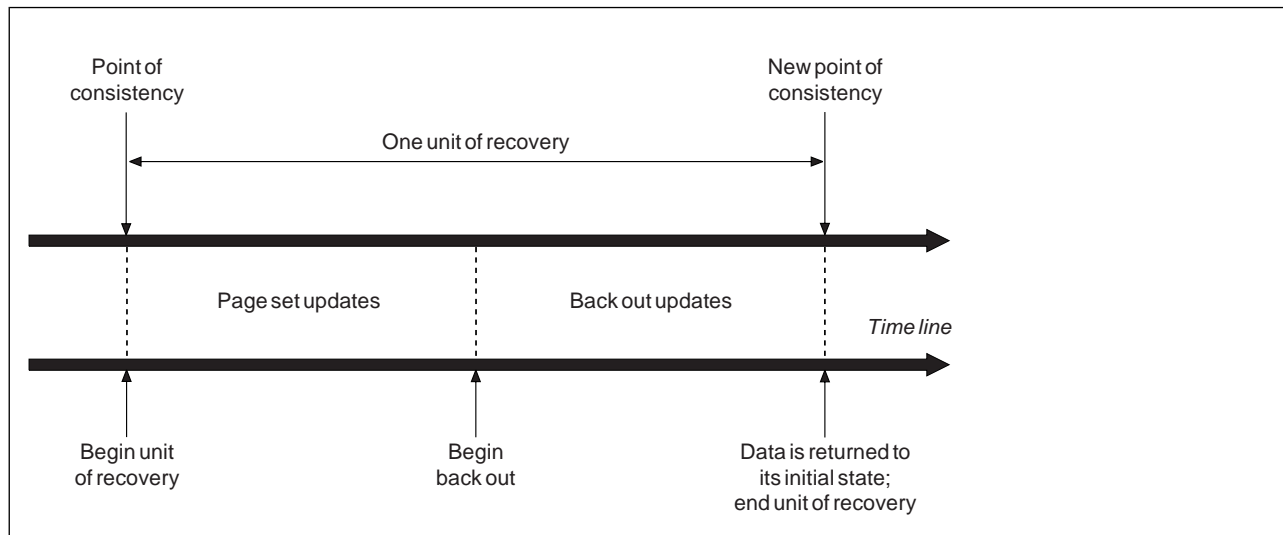 Point of
consistency
New point of
consistency
One unit of recovery
Page set updates
Back out updates
Time line
Begin unit
of recovery
Begin
back out
Data is returned to
its initial state;
end unit of recovery